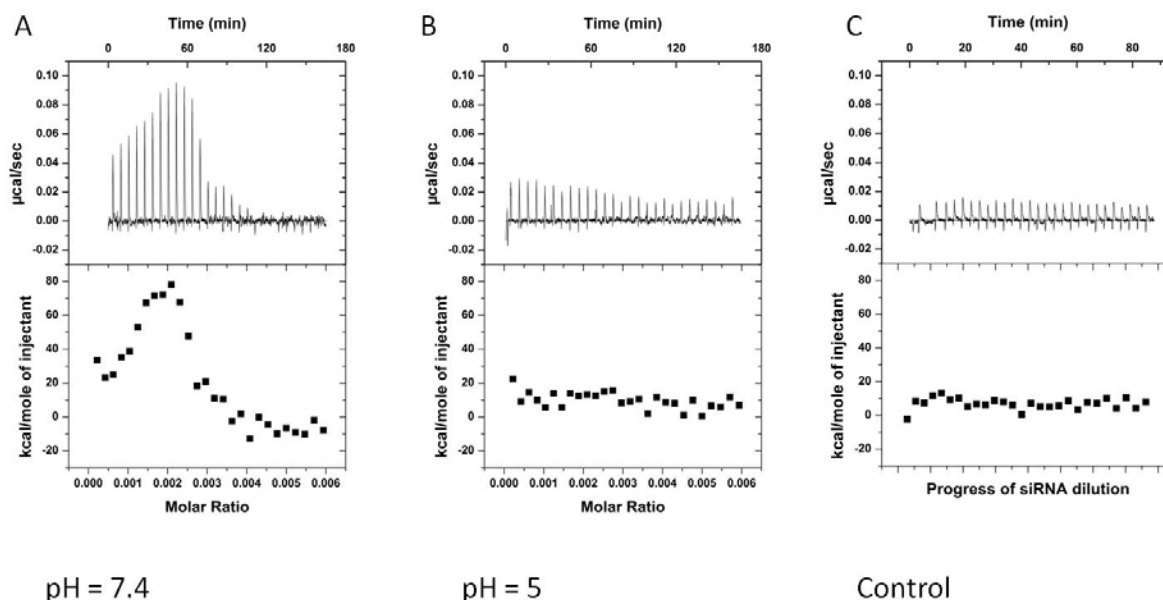 A
Time (min)
0 60 120 180
0.10
0.08
0.06
0.04
0.02
0.00
-0.02
µcal/sec
80
60
40
20
0
-20
kcal/mole of injectant
0.000 0.001 0.002 0.003 0.004 0.005 0.006
Molar Ratio
pH = 7.4
B
Time (min)
0 60 120 180
0.10
0.08
0.06
0.04
0.02
0.00
-0.02
µcal/sec
80
60
40
20
0
-20
kcal/mole of injectant
0.000 0.001 0.002 0.003 0.004 0.005 0.006
Molar Ratio
pH = 5
C
Time (min)
0 20 40 60 80
0.10
0.08
0.06
0.04
0.02
0.00
-0.02
µcal/sec
80
60
40
20
0
-20
kcal/mole of injectant
Progress of siRNA dilution
Control